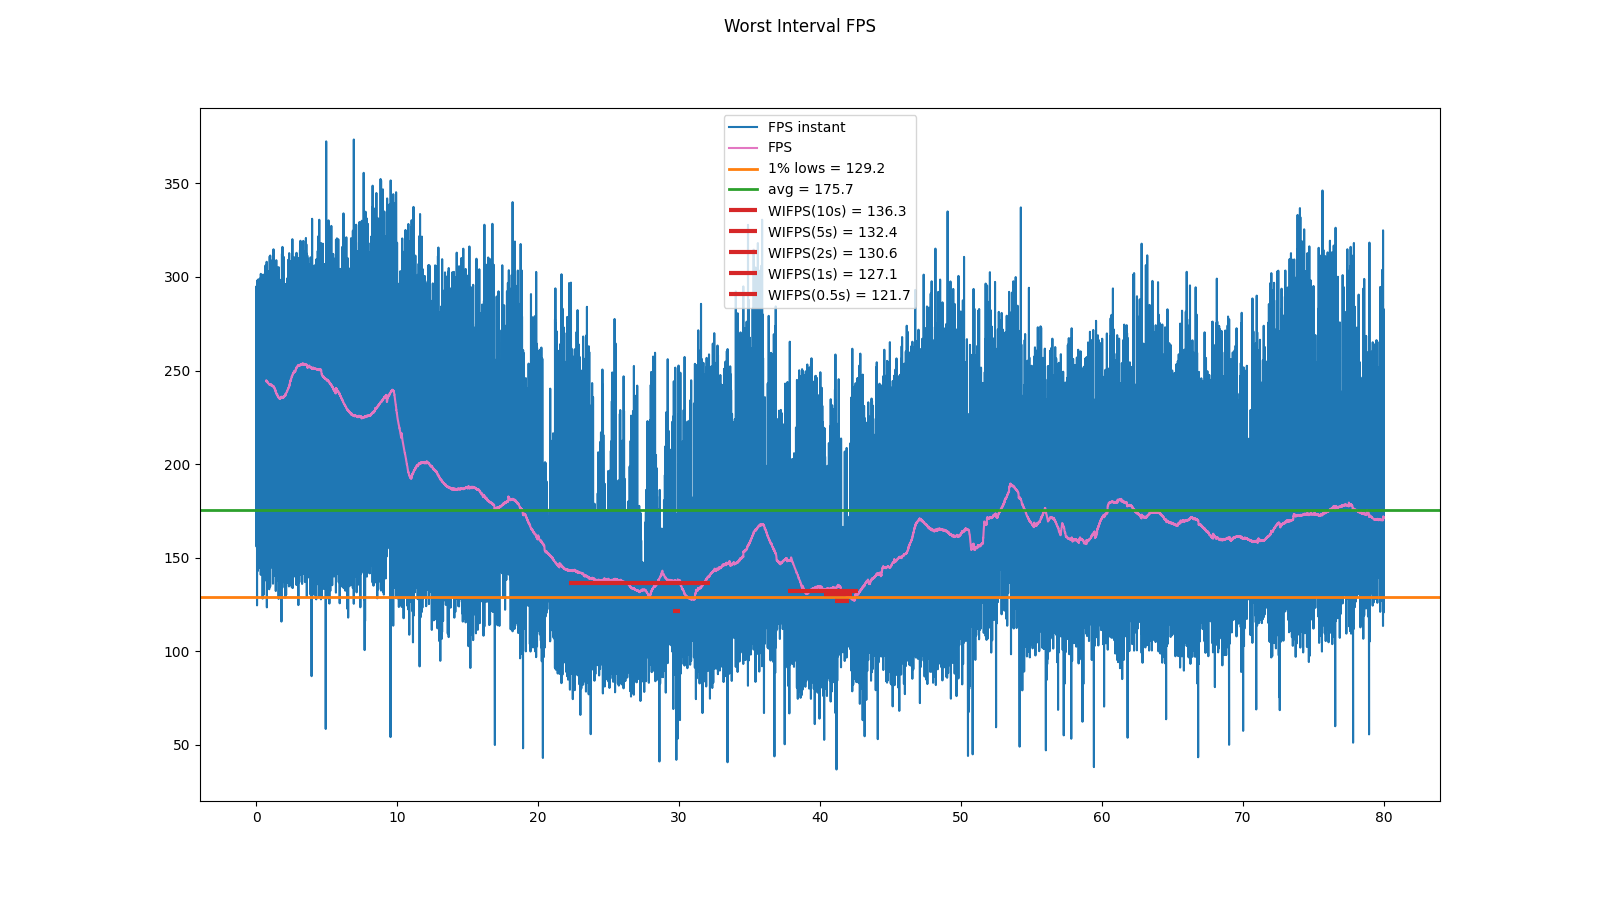 Worst Interval FPS
FPS instant
FPS
1% lows = 129.2
avg = 175.7
WIFPS(10s) = 136.3
WIFPS(5s) = 132.4
WIFPS(2s) = 130.6
WIFPS(1s) = 127.1
WIFPS(0.5s) = 121.7
350
300
250
200
150
100
50
0 10 20 30 40 50 60 70 80